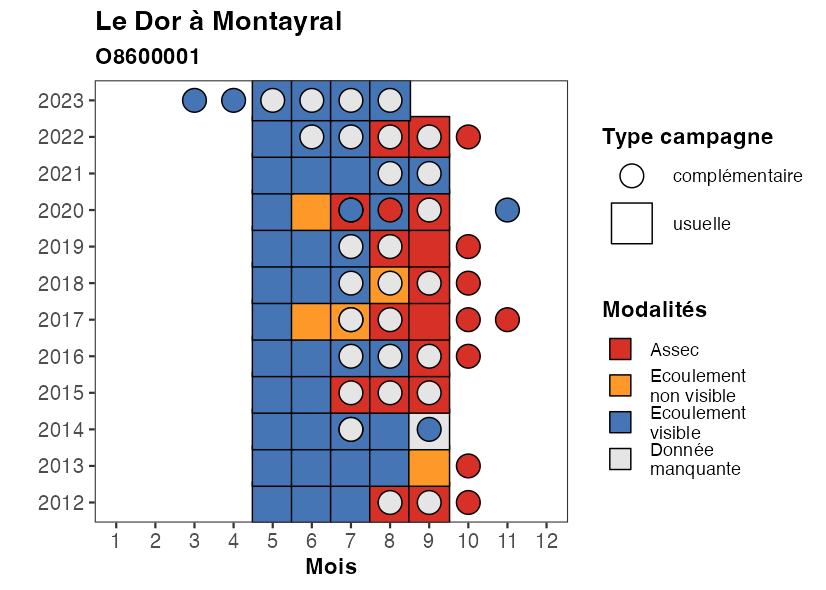 Le Dor à Montayral
O8600001
2023
2022
2021
2020
2019
2018
2017
2016
2015
2014
2013
2012
1 2 3 4 5 6 7 8 9 10 11 12
Mois
Type campagne
complémentaire
usuelle
Modalités
Assec
Ecoulement
non visible
Ecoulement
visible
Donnée
manquante